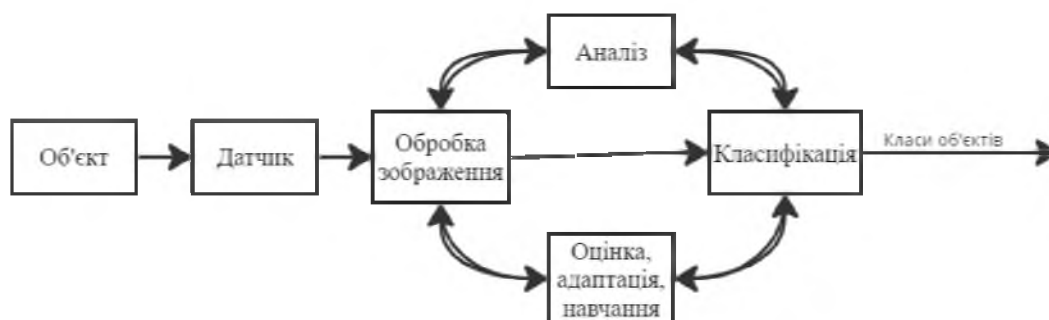 Об'єкт
Датчик
Обробка
зображення
Аналіз
Оцінка,
адаптація,
навчання
Класифікація
Класи об'єктів